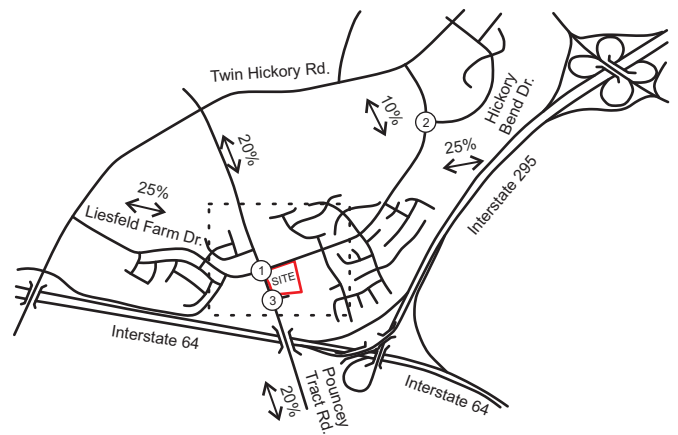 Twin Hickory Rd.
10%
2
Hickory
Bend Dr.
20%
25%
25%
Interstate 295
Liesfeld Farm Dr.
1
SITE
3
Interstate 64
Pouncey
Tract Rd.
20%
Interstate 64